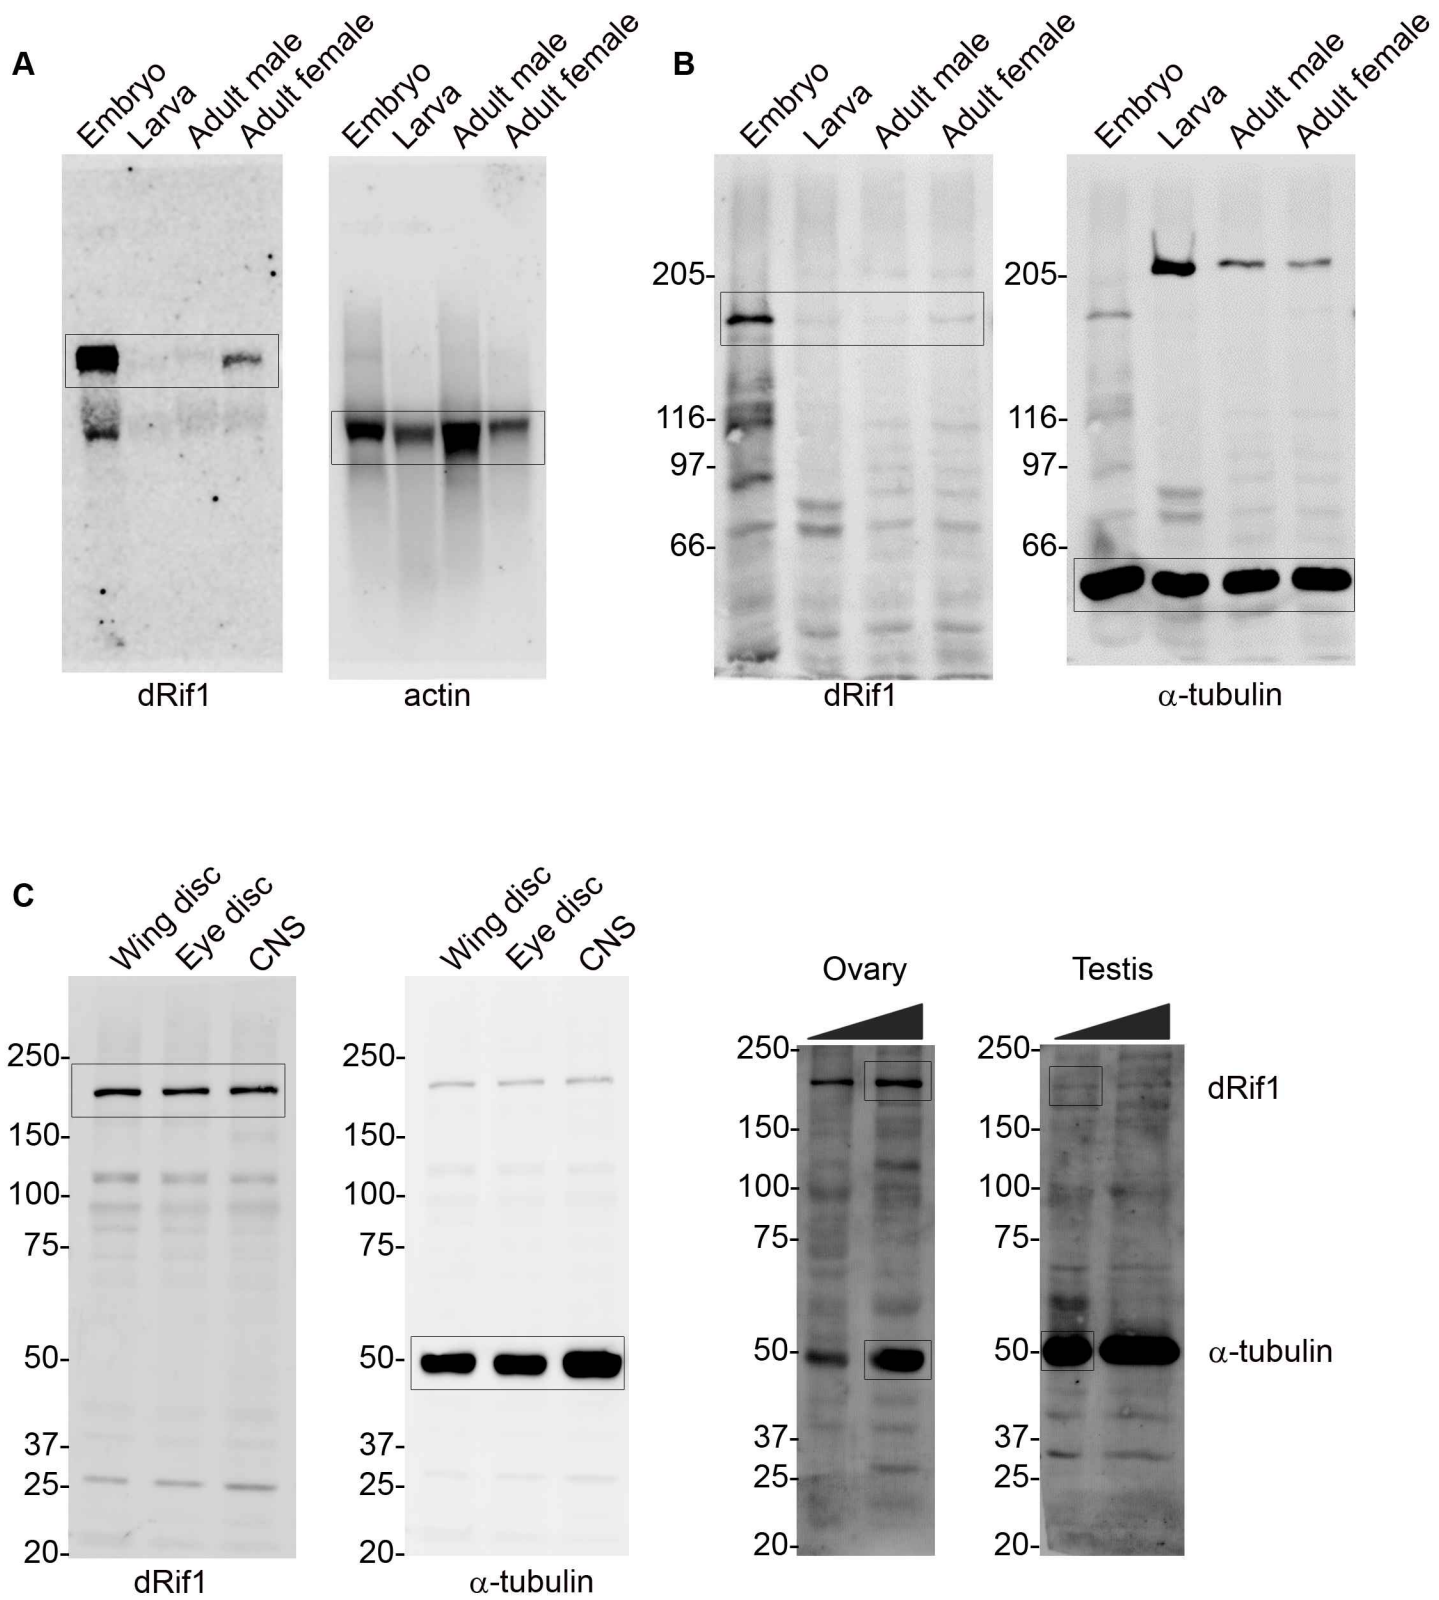 A
Embryo
Larva
Adult male
Adult female
Embryo
Larva
Adult male
Adult female
dRif1
actin
B
Embryo
Larva
Adult male
Adult female
Embryo
Larva
Adult male
Adult female
205-
116-
97-
66-
205-
116-
97-
66-
dRif1
α-tubulin
C
Wing disc
Eye disc
CNS
Wing disc
Eye disc
CNS
250-
150-
100-
75-
50-
37-
25-
20-
dRif1
250-
150-
100-
75-
50-
37-
25-
20-
α-tubulin
Ovary
250-
150-
100-
75-
50-
37-
25-
20-
Testis
250-
150-
100-
75-
50-
37-
25-
20-
dRif1
α-tubulin